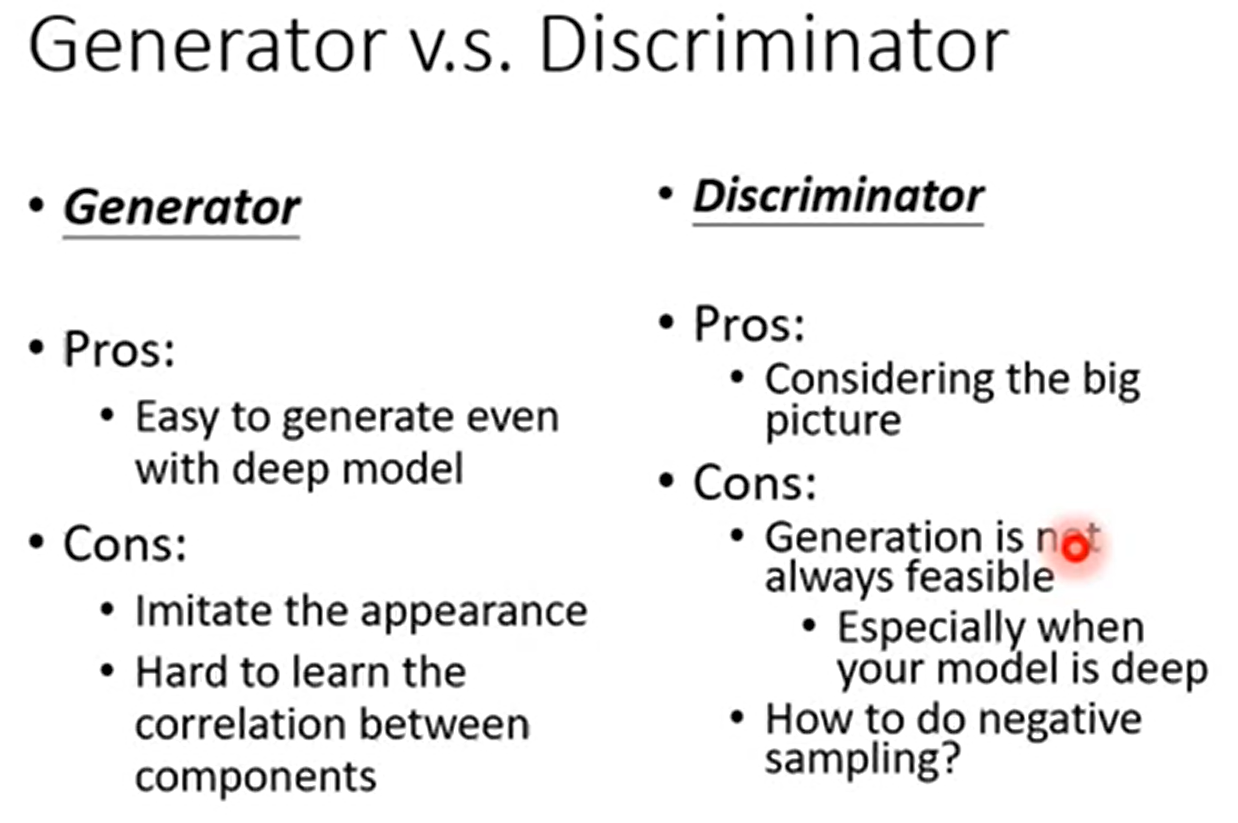 Generator v.s. Discriminator
• Generator
• Pros:
• Easy to generate even
with deep model
• Cons:
• Imitate the appearance
• Hard to learn the
correlation between
components
• Discriminator
• Pros:
• Considering the big
picture
• Cons:
• Generation is not
always feasible
• Especially when
your model is deep
• How to do negative
sampling?